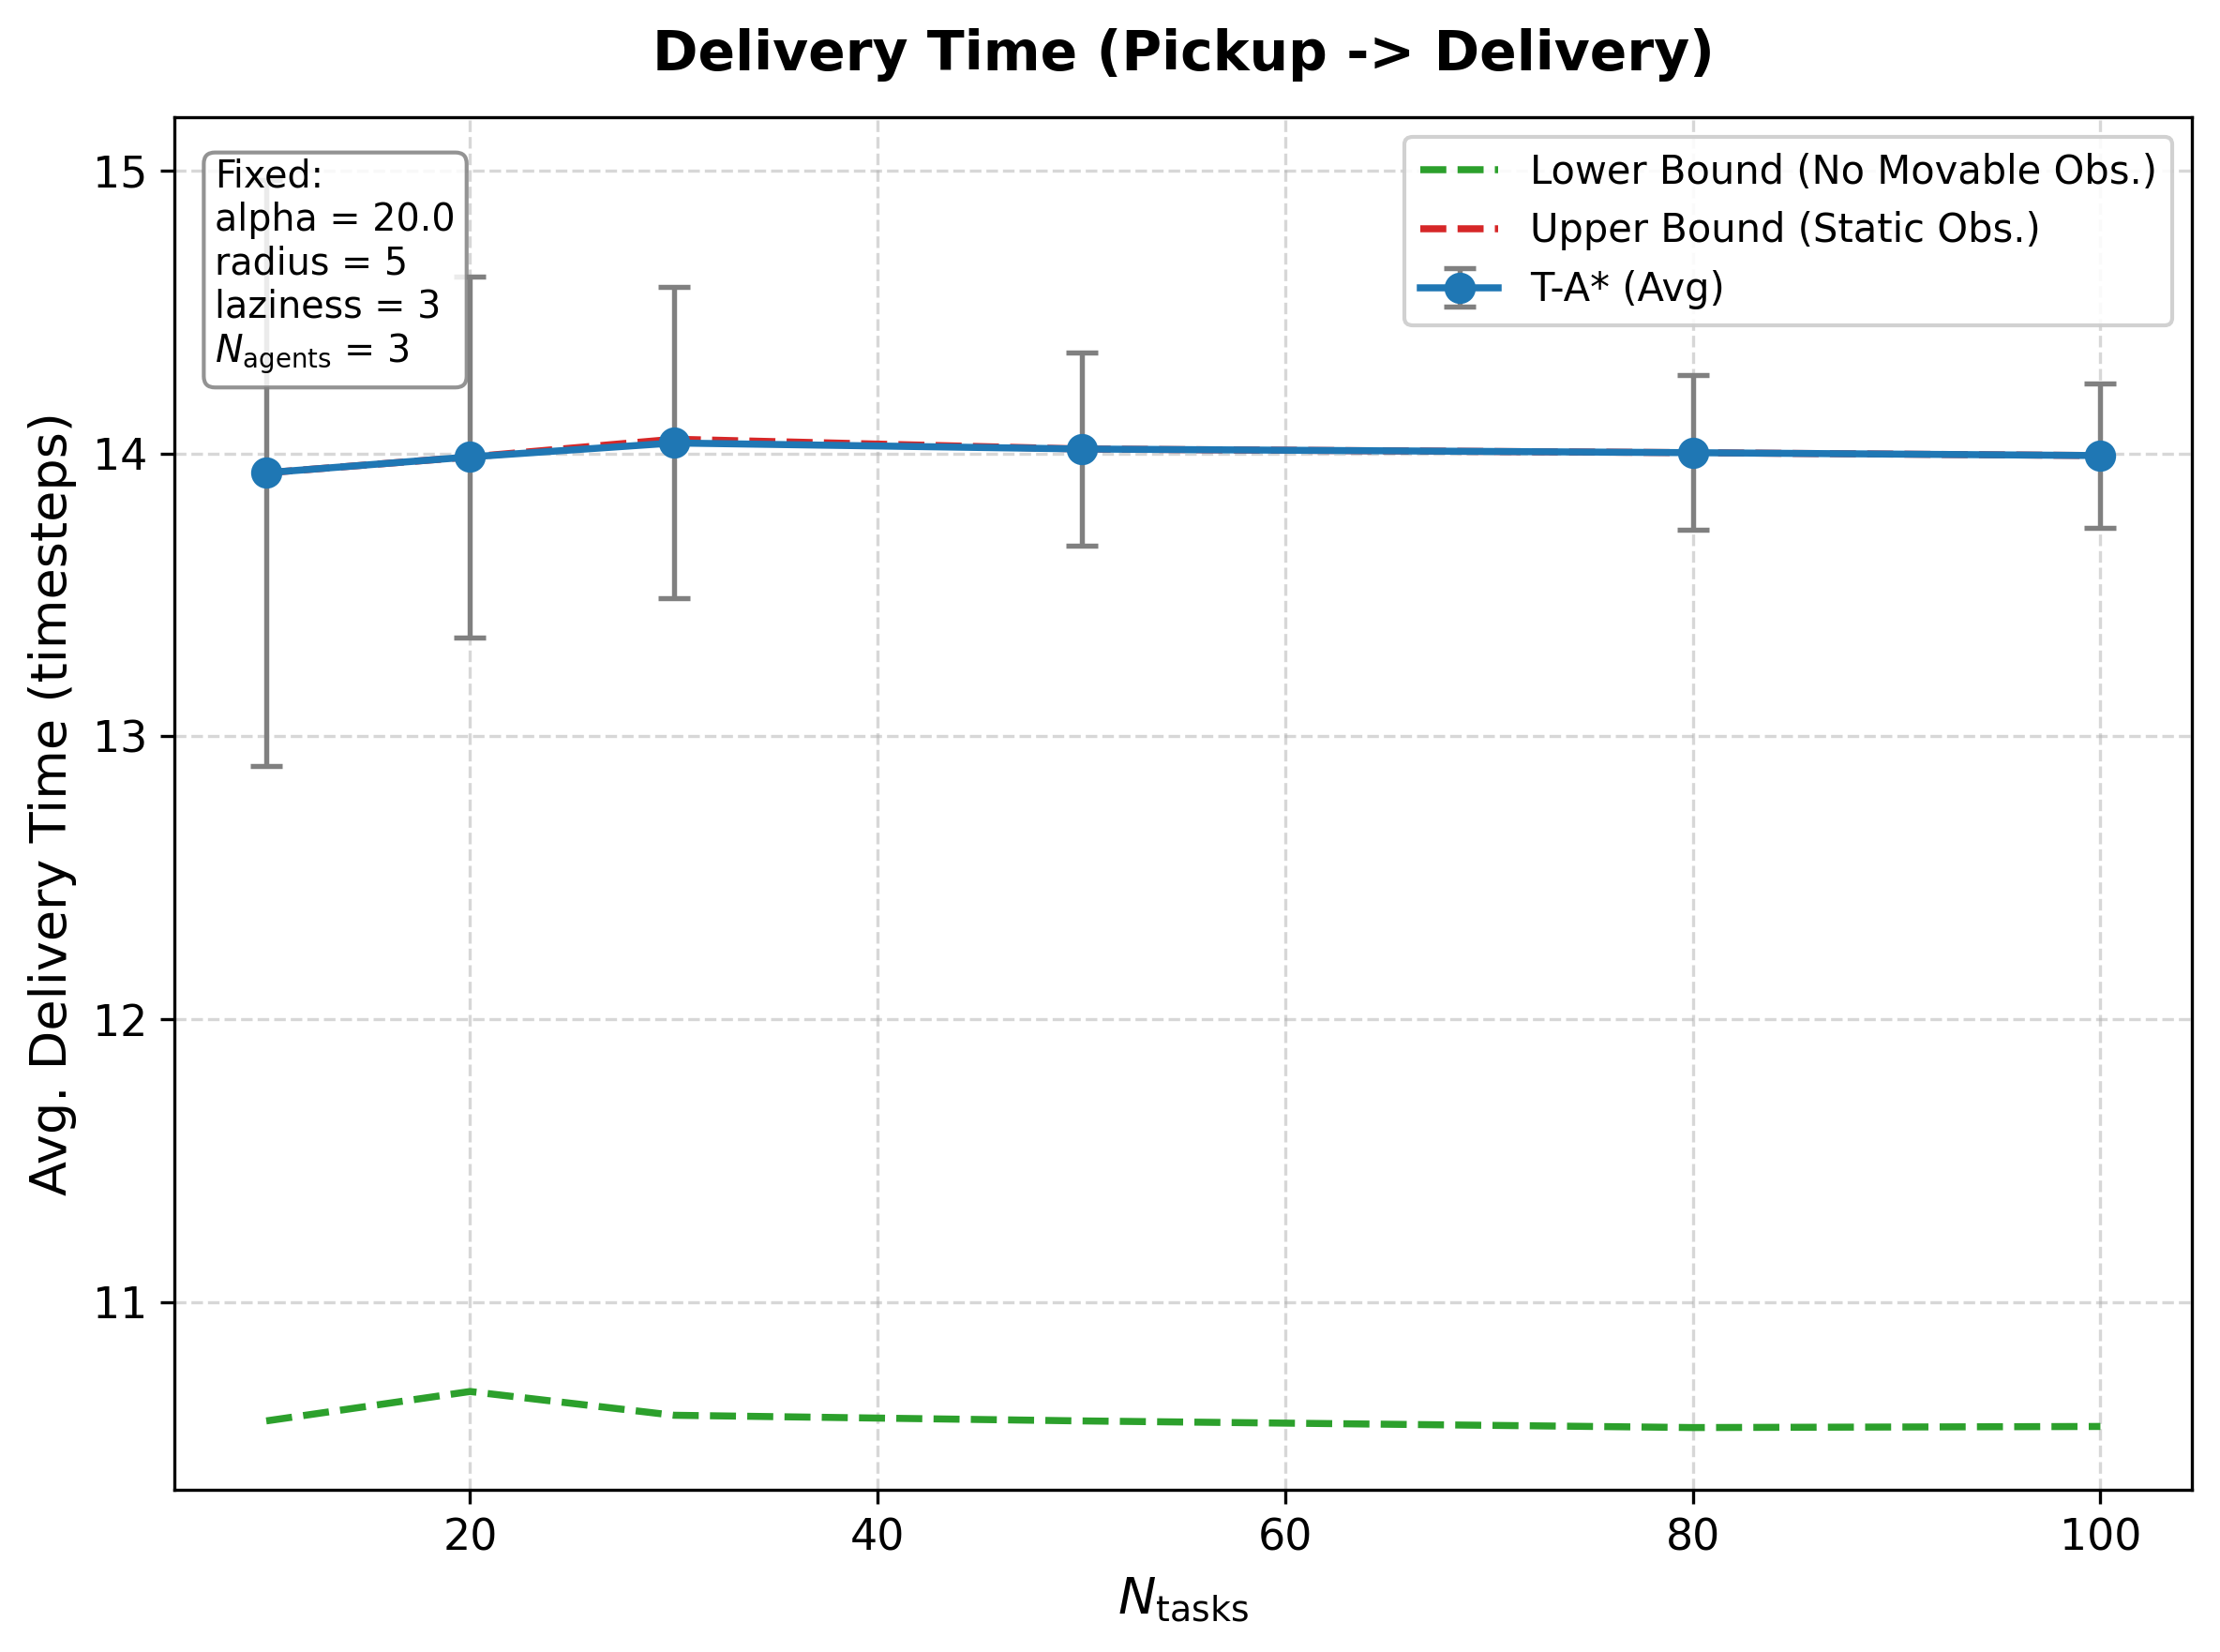 Delivery Time (Pickup -> Delivery)
Fixed:
alpha = 20.0
radius = 5
laziness = 3
N_agents = 3
Lower Bound (No Movable Obs.)
Upper Bound (Static Obs.)
T-A* (Avg)
Avg. Delivery Time (timesteps)
15
14
13
12
11
20 40 60 80 100
N_tasks